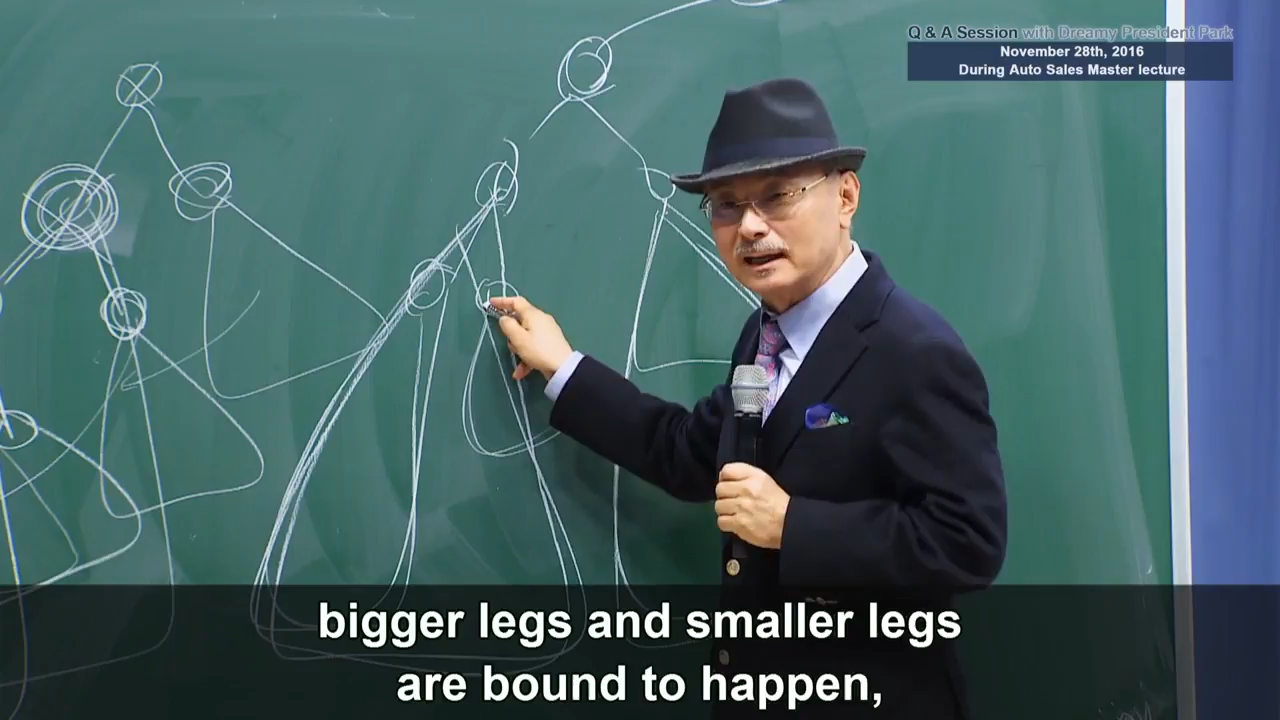 Q & A Session with Dreamy President Park
November 28th, 2016
During Auto Sales Master lecture
bigger legs and smaller legs
are bound to happen,